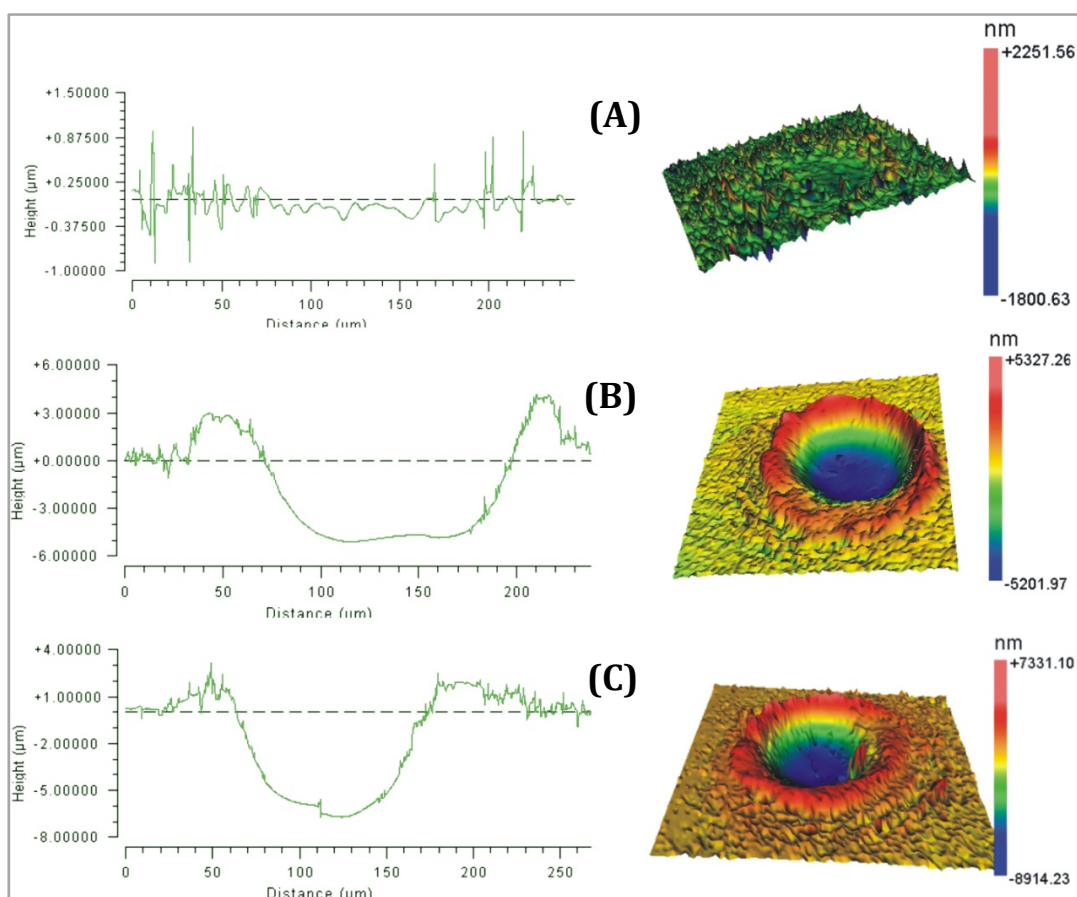 nm
+2251.56
-1800.63
(A)
Height (µm)
+1.50000
+0.87500
+0.25000
-0.37500
-1.00000
0 50 100 150 200
Distance (µm)
nm
+5327.26
-5201.97
(B)
Height (µm)
+6.00000
+3.00000
+0.00000
-3.00000
-6.00000
0 50 100 150 200
Distance (µm)
nm
+7331.10
-8914.23
(C)
Height (µm)
+4.00000
+1.00000
-2.00000
-5.00000
-8.00000
0 50 100 150 200 250
Distance (µm)